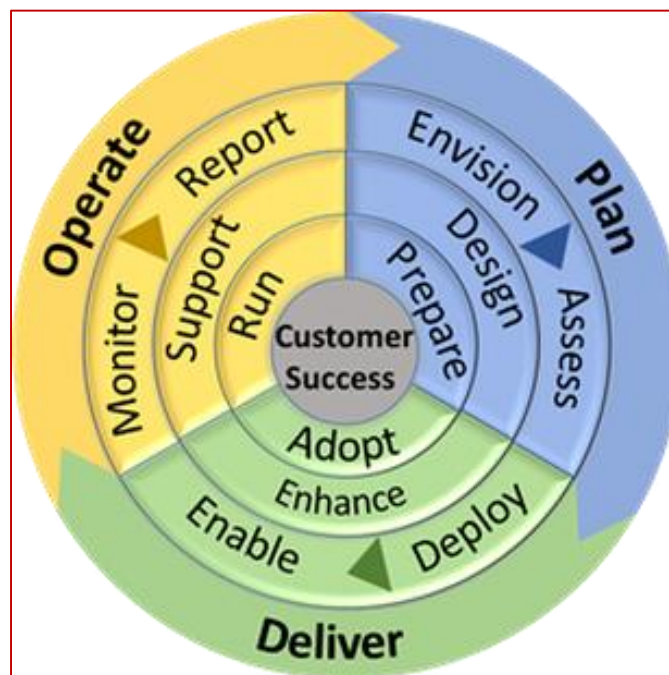 Operate
Plan
Deliver
Report
Monitor
Support
Run
Envision
Assess
Design
Prepare
Deploy
Enable
Enhance
Adopt
Customer
Success